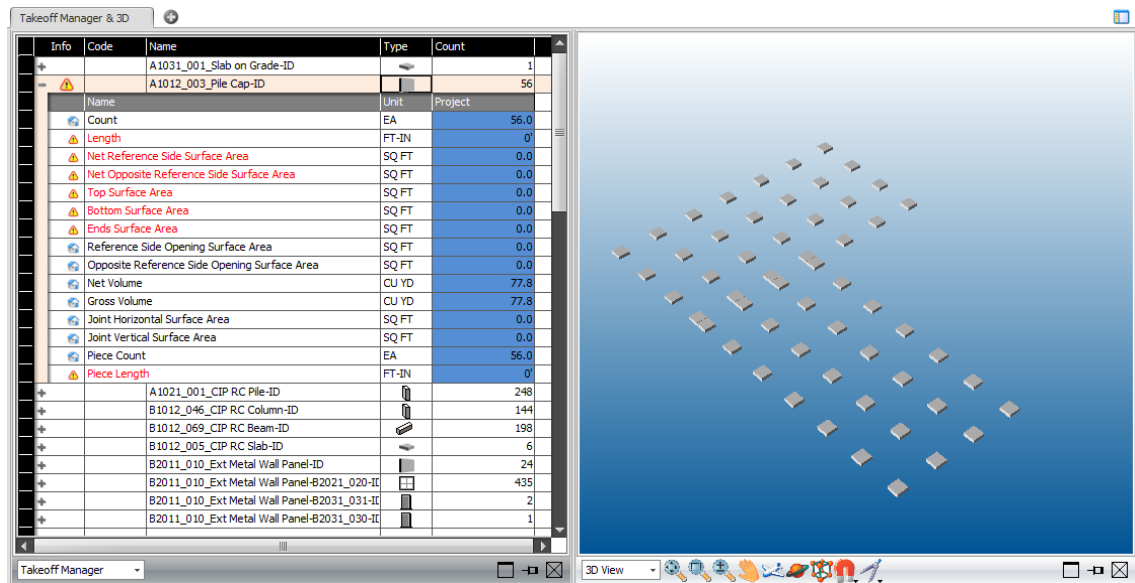 Takeoff Manager & 3D
Info Code Name Type Count
A1031_001_Slab on Grade-ID 1
A1012_003_Pile Cap-ID 56
Name Unit Project
Count EA 56.0
Length FT-IN 0'
Net Reference Side Surface Area SQ FT 0.0
Net Opposite Reference Side Surface Area SQ FT 0.0
Top Surface Area SQ FT 0.0
Bottom Surface Area SQ FT 0.0
Ends Surface Area SQ FT 0.0
Reference Side Opening Surface Area SQ FT 0.0
Opposite Reference Side Opening Surface Area SQ FT 0.0
Net Volume CU YD 77.8
Gross Volume CU YD 77.8
Joint Horizontal Surface Area SQ FT 0.0
Joint Vertical Surface Area SQ FT 0.0
Piece Count EA 56.0
Piece Length FT-IN 0'
A1021_001_CIP RC Pile-ID 248
B1012_046_CIP RC Column-ID 144
B1012_069_CIP RC Beam-ID 198
B1012_005_CIP RC Slab-ID 6
B2011_010_Ext Metal Wall Panel-ID 24
B2011_010_Ext Metal Wall Panel-B2021_020-ID 435
B2011_010_Ext Metal Wall Panel-B2031_031-ID 2
B2011_010_Ext Metal Wall Panel-B2031_030-ID 1
Takeoff Manager 3D View